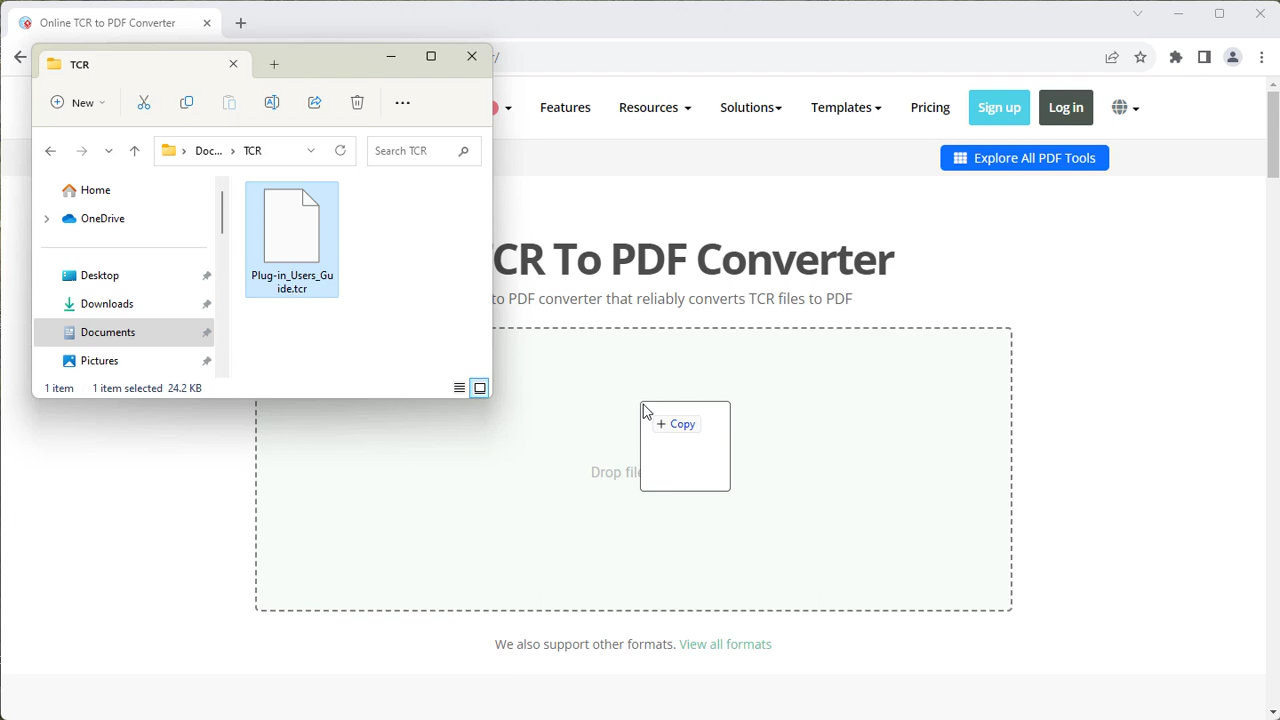 Online TCR to PDF Converter
TCR
r/
New
Features
Resources
Solutions
Templates
Pricing
Sign up
Log in
Doc...
TCR
Search TCR
Explore All PDF Tools
Home
OneDrive
Plug-in_Users_Gu
ide.tcr
CR To PDF Converter
to PDF converter that reliably converts TCR files to PDF
Desktop
Downloads
Documents
Pictures
1 item
1 item selected 24.2 KB
+ Copy
Drop file
We also support other formats. View all formats